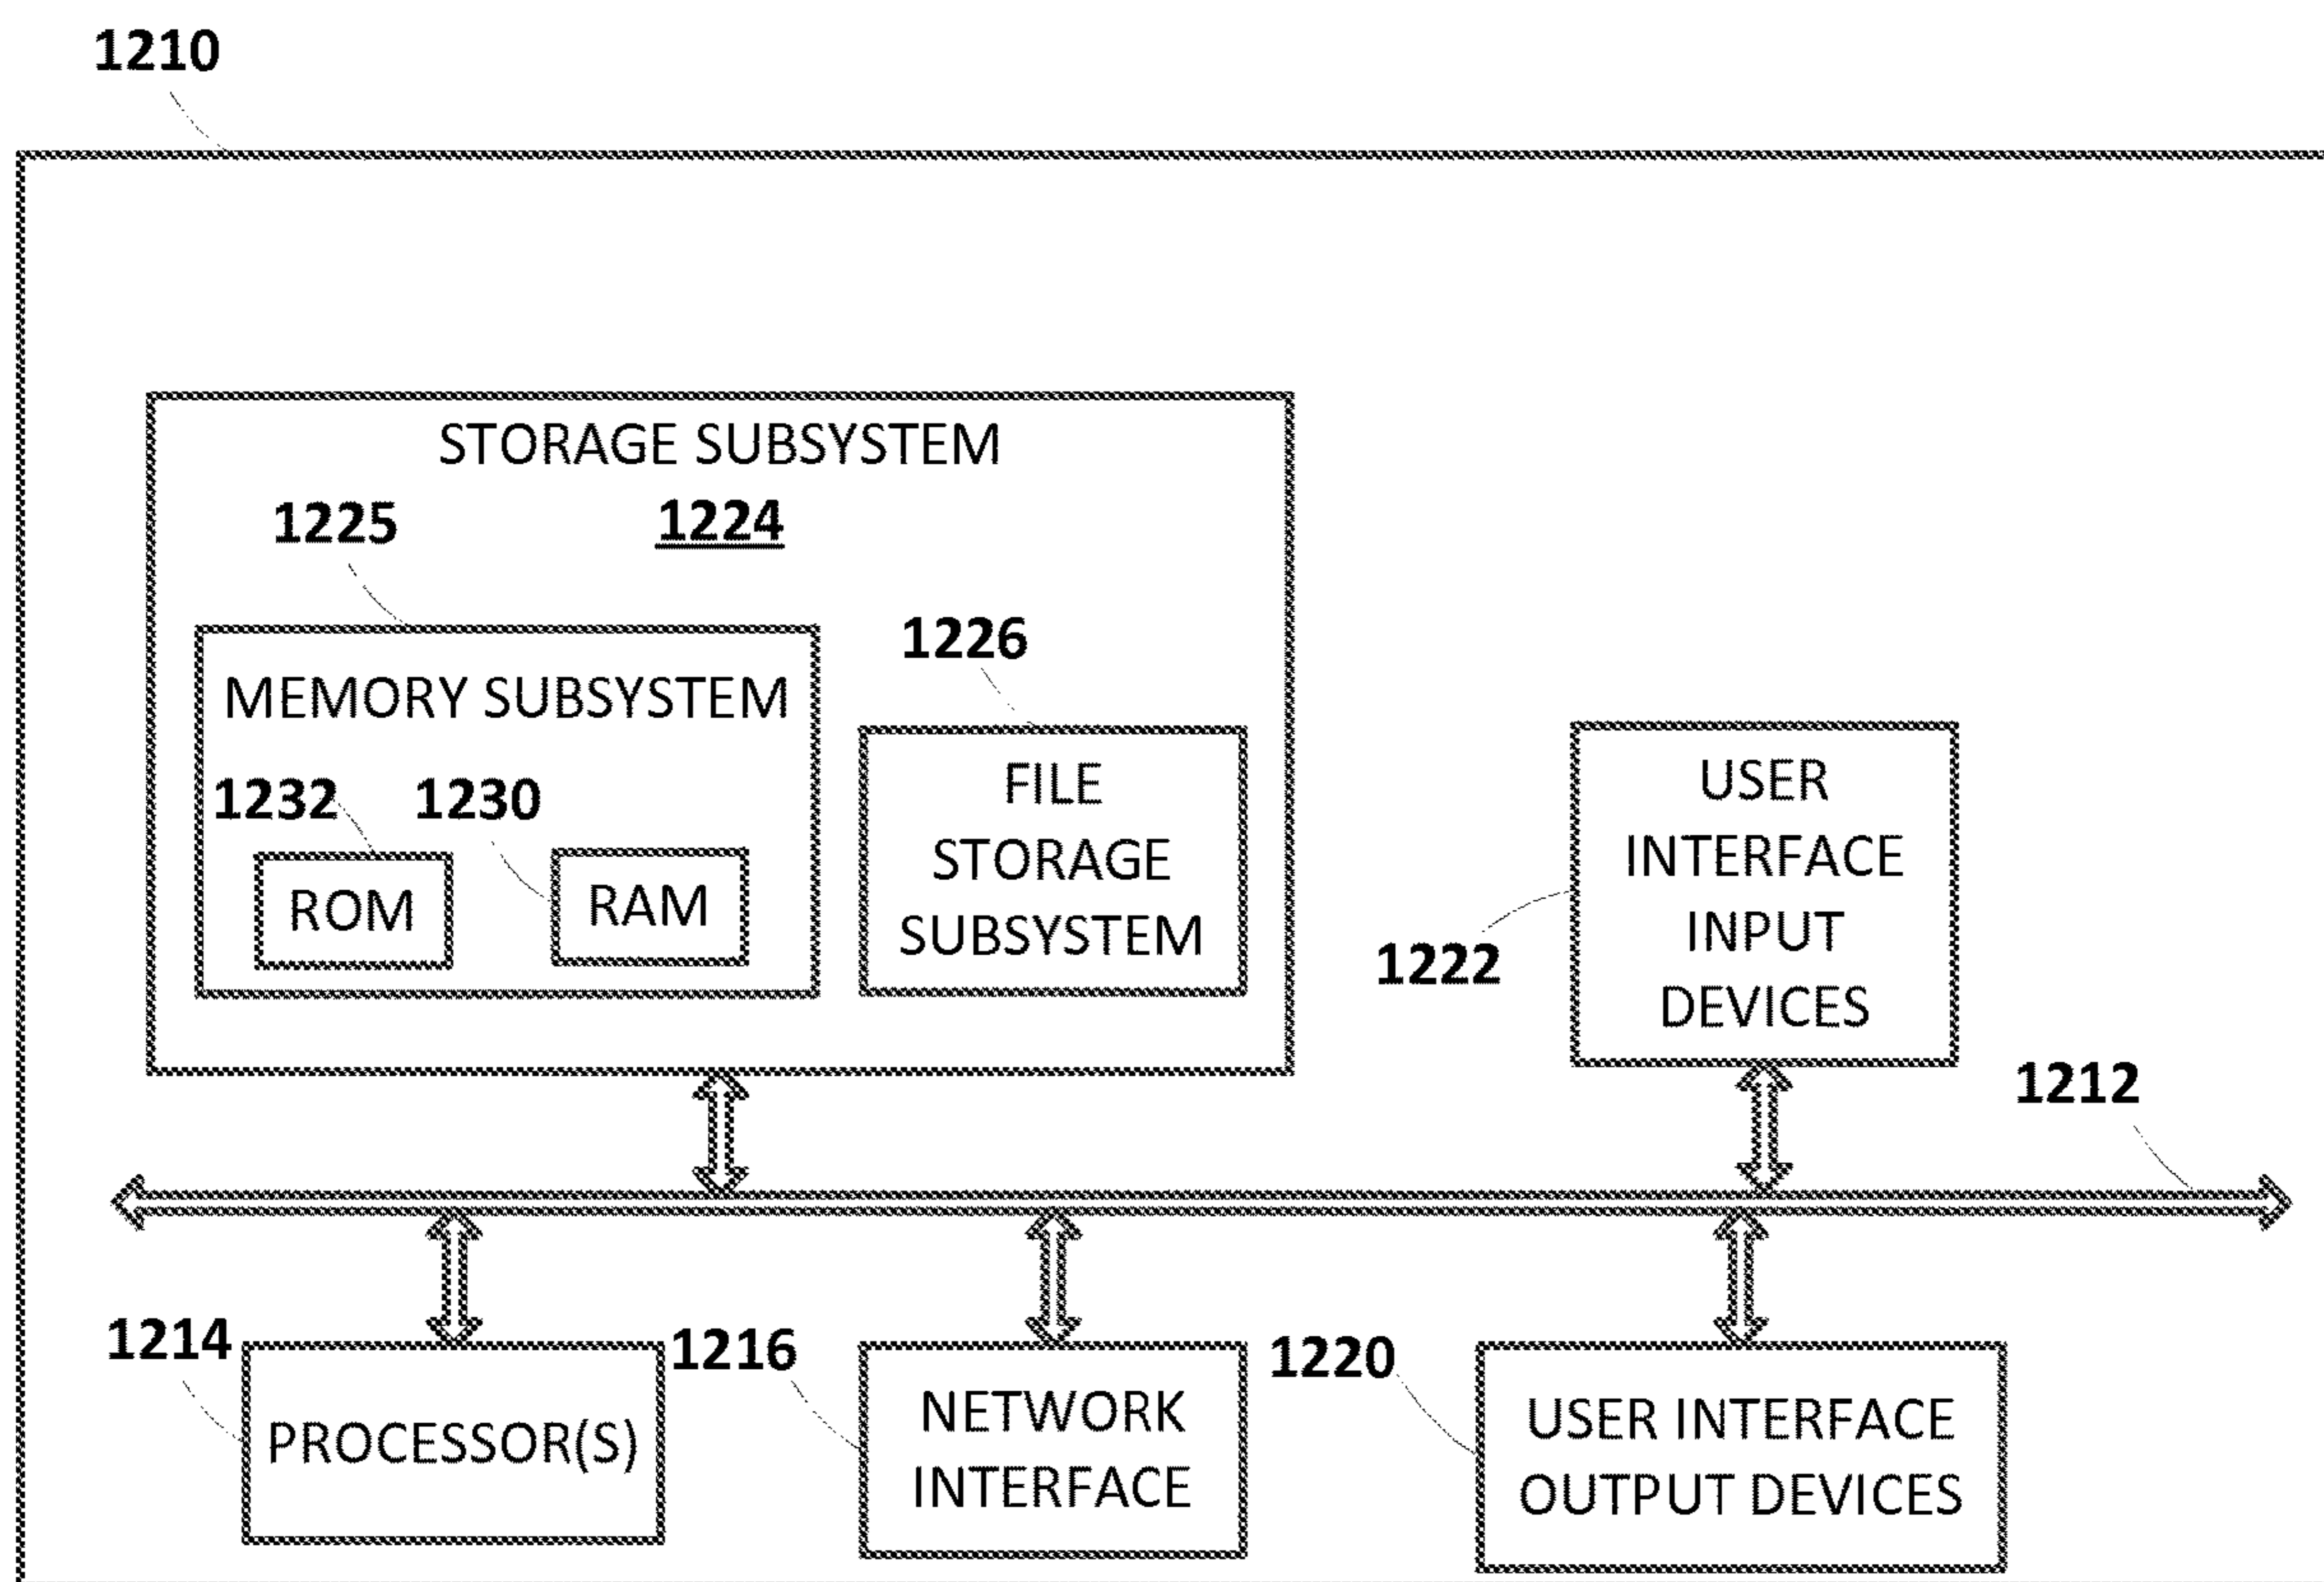 1210
STORAGE SUBSYSTEM
1225
1224
1226
MEMORY SUBSYSTEM
1232
1230
ROM
RAM
FILE
STORAGE
SUBSYSTEM
USER
INTERFACE
INPUT
DEVICES
1222
1212
1214
PROCESSOR(S)
1216
NETWORK
INTERFACE
1220
USER INTERFACE
OUTPUT DEVICES